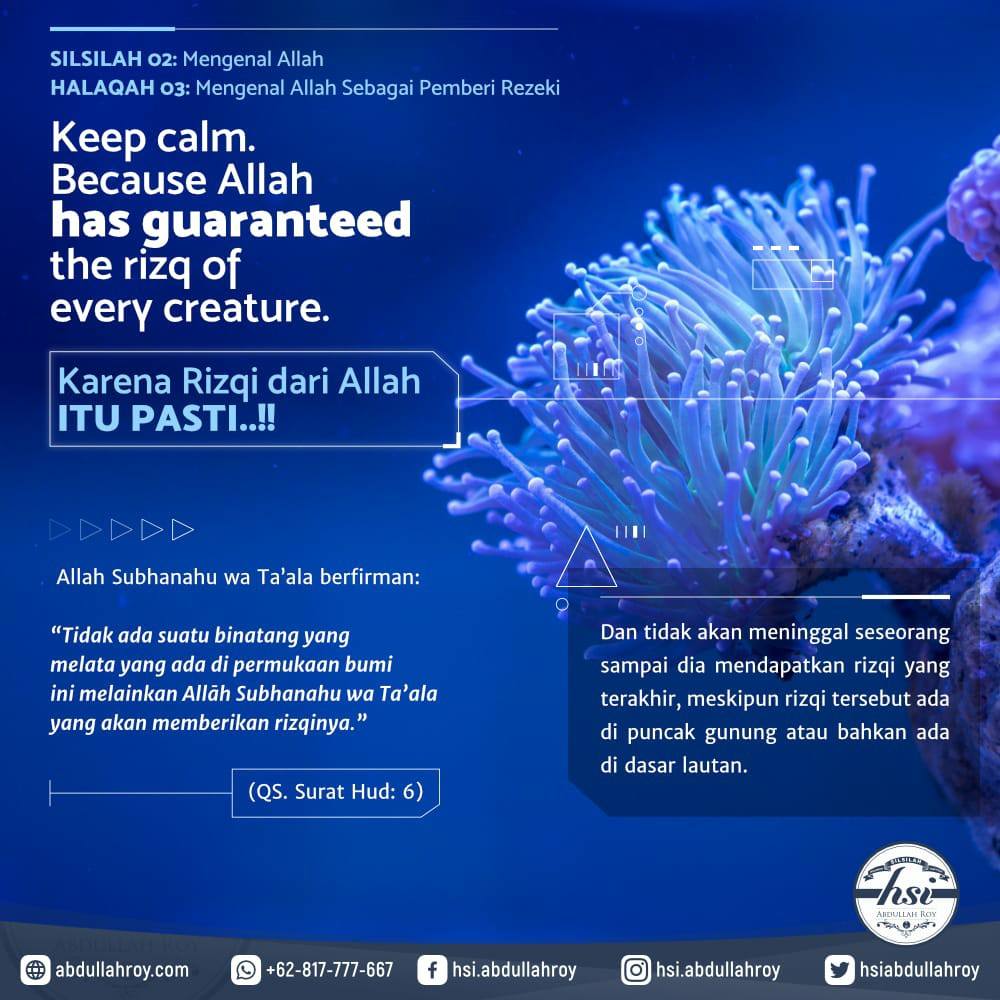 SILSILAH 02: Mengenal Allah
HALAQAH 03: Mengenal Allah Sebagai Pemberi Rezeki
Keep calm.
Because Allah
has guaranteed
the rizq of
every creature.
Karena Rizqi dari Allah
ITU PASTI..!!
Allah Subhanahu wa Ta’ala berfirman:
“Tidak ada suatu binatang yang
melata yang ada di permukaan bumi
ini melainkan Allāh Subhanahu wa Ta’ala
yang akan memberikan rizqinya.”
(QS. Surat Hud: 6)
Dan tidak akan meninggal seseorang
sampai dia mendapatkan rizqi yang
terakhir, meskipun rizqi tersebut ada
di puncak gunung atau bahkan ada
di dasar lautan.
SILSILAH
hsi
ABDULLAH ROY
ABDULLAH ROY
abdullahroy.com
+62-817-777-667
hsi.abdullahroy
hsi.abdullahroy
hsiabdullahroy